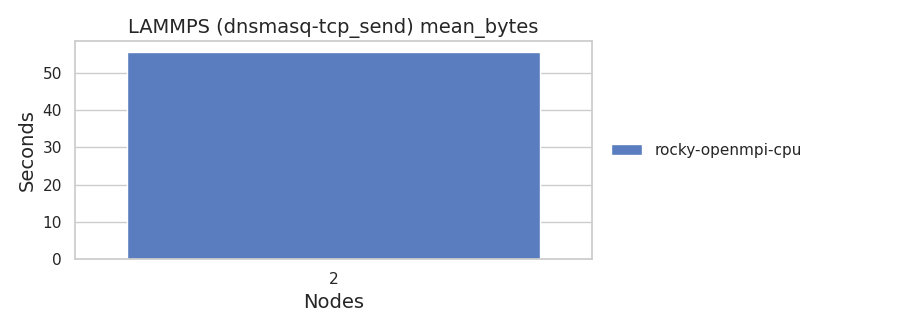 LAMMPS (dnsmasq-tcp_send) mean_bytes
Seconds
50
40
30
20
10
0
2
Nodes
rocky-openmpi-cpu